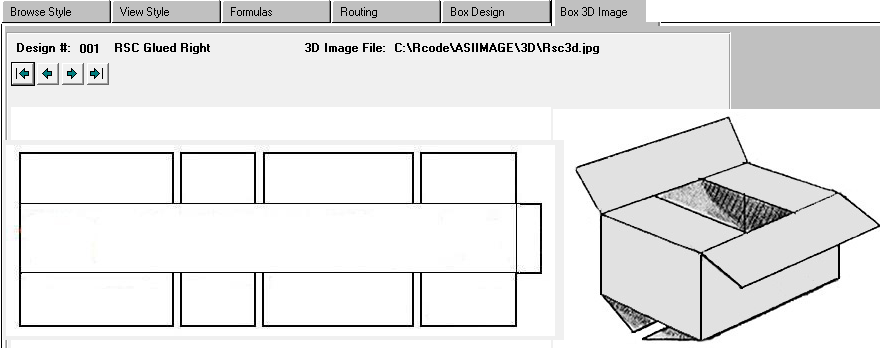 Browse Style View Style Formulas Routing Box Design Box 3D Image
Design #: 001 RSC Glued Right 3D Image File: C:\Rcode\ASIIMAGE\3D\Rsc3d.jpg